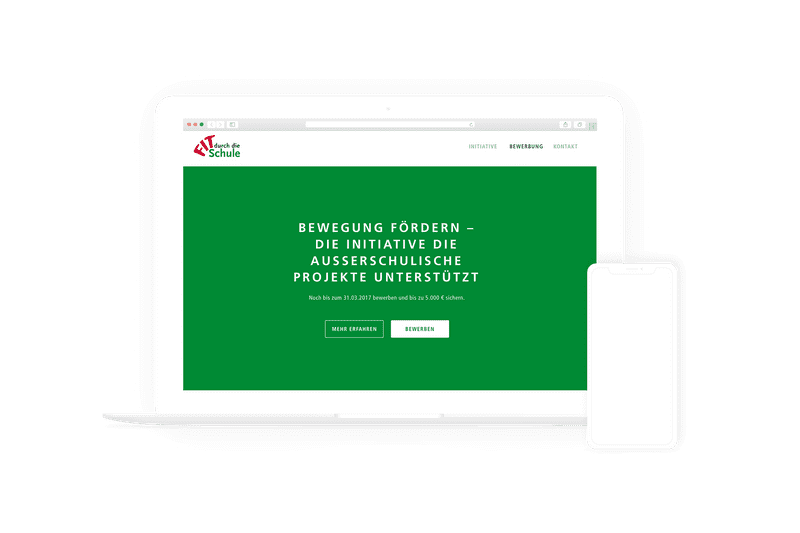 FIT durch die
Schule
INITIATIVE BEWERBUNG KONTAKT
BEWEGUNG FÖRDERN –
DIE INITIATIVE DIE
AUSSERSCHULISCHE
PROJEKTE UNTERSTÜTZT
Noch bis zum 31.03.2017 bewerben und bis zu 5.000 € sichern.
MEHR ERFAHREN BEWERBEN